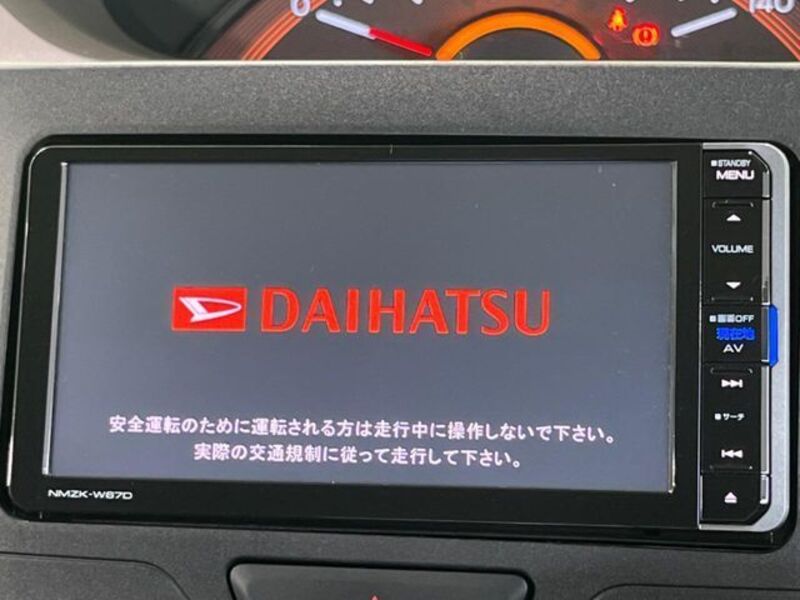 0
140
STANDBY
MENU
VOLUME
DAIHATSU
画面OFF
現在地
AV
サーチ
安全運転のために運転される方は走行中に操作しないで下さい。
実際の交通規制に従って走行して下さい。
NMZK-W67D